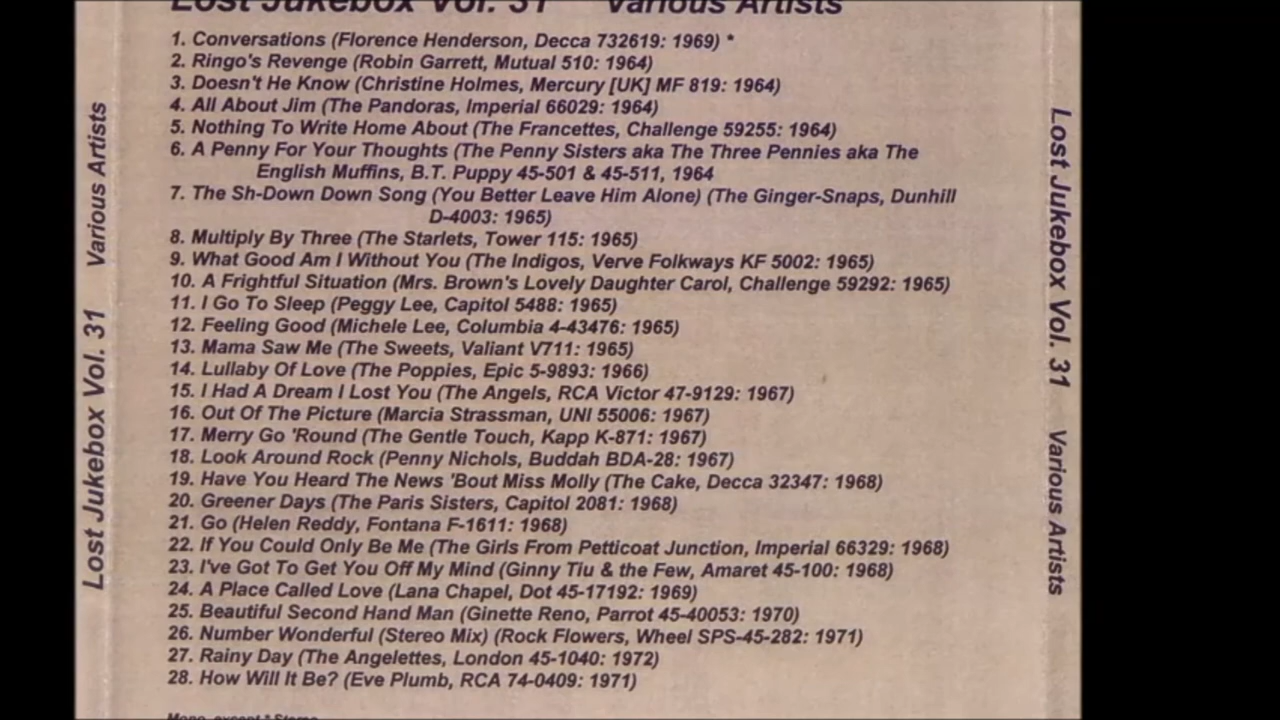 Lost Jukebox Vol. 31 Various Artists
1. Conversations (Florence Henderson, Decca 732619: 1969) *
2. Ringo's Revenge (Robin Garrett, Mutual 510: 1964)
3. Doesn't He Know (Christine Holmes, Mercury [UK] MF 819: 1964)
4. All About Jim (The Pandoras, Imperial 66029: 1964)
5. Nothing To Write Home About (The Francettes, Challenge 59255: 1964)
6. A Penny For Your Thoughts (The Penny Sisters aka The Three Pennies aka The
English Muffins, B.T. Puppy 45-501 & 45-511, 1964
7. The Sh-Down Down Song (You Better Leave Him Alone) (The Ginger-Snaps, Dunhill
D-4003: 1965)
8. Multiply By Three (The Starlets, Tower 115: 1965)
9. What Good Am I Without You (The Indigos, Verve Folkways KF 5002: 1965)
10. A Frightful Situation (Mrs. Brown's Lovely Daughter Carol, Challenge 59292: 1965)
11. I Go To Sleep (Peggy Lee, Capitol 5488: 1965)
12. Feeling Good (Michele Lee, Columbia 4-43476: 1965)
13. Mama Saw Me (The Sweets, Valiant V711: 1965)
14. Lullaby Of Love (The Poppies, Epic 5-9893: 1966)
15. I Had A Dream I Lost You (The Angels, RCA Victor 47-9129: 1967)
16. Out Of The Picture (Marcia Strassman, UNI 55006: 1967)
17. Merry Go 'Round (The Gentle Touch, Kapp K-871: 1967)
18. Look Around Rock (Penny Nichols, Buddah BDA-28: 1967)
19. Have You Heard The News 'Bout Miss Molly (The Cake, Decca 32347: 1968)
20. Greener Days (The Paris Sisters, Capitol 2081: 1968)
21. Go (Helen Reddy, Fontana F-1611: 1968)
22. If You Could Only Be Me (The Girls From Petticoat Junction, Imperial 66329: 1968)
23. I've Got To Get You Off My Mind (Ginny Tiu & the Few, Amaret 45-100: 1968)
24. A Place Called Love (Lana Chapel, Dot 45-17192: 1969)
25. Beautiful Second Hand Man (Ginette Reno, Parrot 45-40053: 1970)
26. Number Wonderful (Stereo Mix) (Rock Flowers, Wheel SPS-45-282: 1971)
27. Rainy Day (The Angelettes, London 45-1040: 1972)
28. How Will It Be? (Eve Plumb, RCA 74-0409: 1971)
Mono, except * Stereo
Lost Jukebox Vol. 31 Various Artists
Lost Jukebox Vol. 31 Various Artists